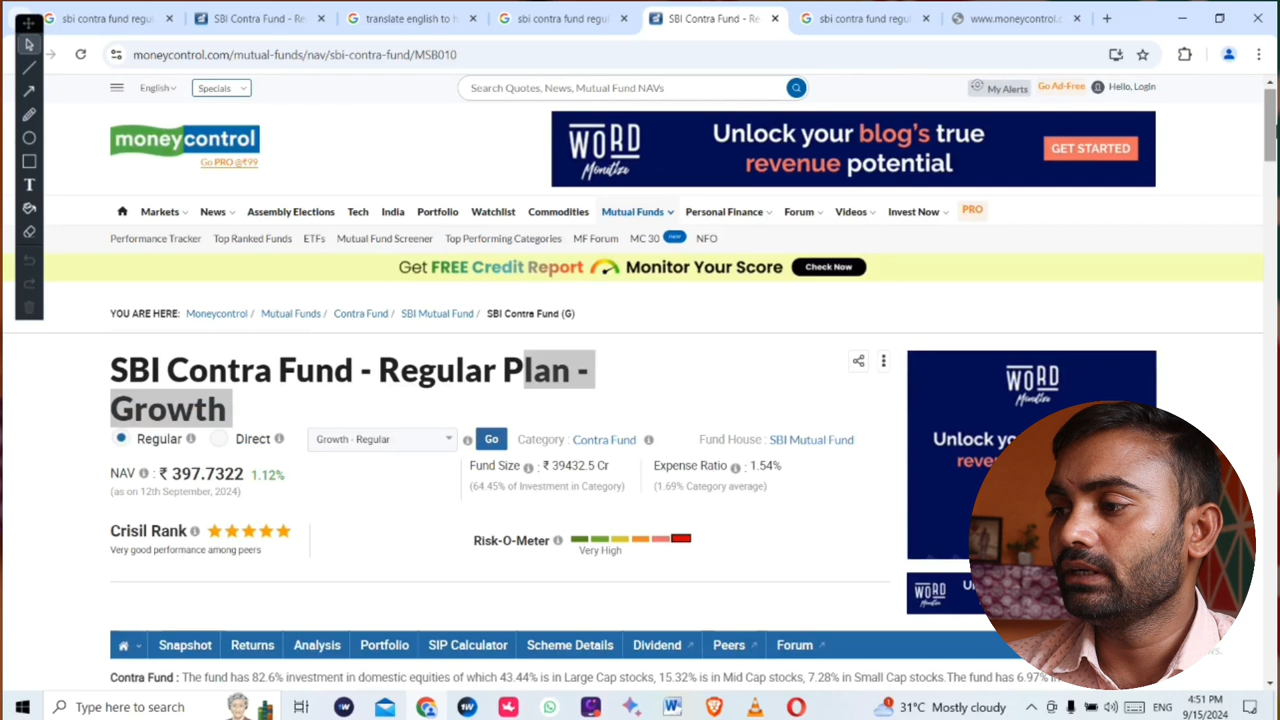 sbi contra fund regul
SBI Contra Fund - Re
translate english to
sbi contra fund regul
SBI Contra Fund - Re
sbi contra fund regul
www.moneycontrol.c
moneycontrol.com/mutual-funds/nav/sbi-contra-fund/MSB010
English
Specials
Search Quotes, News, Mutual Fund NAVs
My Alerts
Go Ad-Free
Hello, Login
moneycontrol
Go PRO @₹99
WORD
Monetize
Unlock your blog's true
revenue potential
GET STARTED
Markets News Assembly Elections Tech India Portfolio Watchlist Commodities Mutual Funds Personal Finance Forum Videos Invest Now PRO
Performance Tracker Top Ranked Funds ETFs Mutual Fund Screener Top Performing Categories MF Forum MC 30 New NFO
Get FREE Credit Report Monitor Your Score Check Now
YOU ARE HERE: Moneycontrol / Mutual Funds / Contra Fund / SBI Mutual Fund / SBI Contra Fund (G)
SBI Contra Fund - Regular Plan -
Growth
Regular Direct Growth - Regular Go Category: Contra Fund Fund House: SBI Mutual Fund
NAV : ₹ 397.7322 1.12%
(as on 12th September, 2024)
Fund Size : ₹ 39432.5 Cr
(64.45% of Investment in Category)
Expense Ratio : 1.54%
(1.69% Category average)
Crisil Rank
Very good performance among peers
Risk-O-Meter
Very High
WORD
Monetize
Unlock yo
reve
WORD
Monetize
Snapshot Returns Analysis Portfolio SIP Calculator Scheme Details Dividend Peers Forum
Contra Fund : The fund has 82.6% investment in domestic equities of which 43.44% is in Large Cap stocks, 15.32% is in Mid Cap stocks, 7.28% in Small Cap stocks.The fund has 6.97%
T
Type here to search
31°C Mostly cloudy
ENG
4:51 PM
9/15/2024